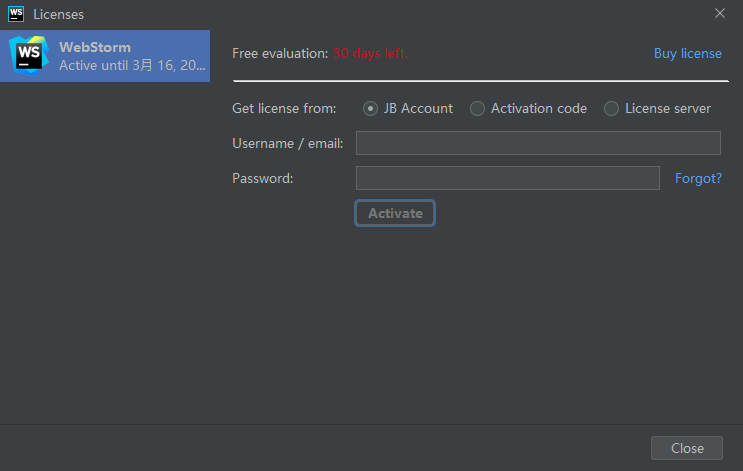 WS Licenses
WS WebStorm
Active until 3月 16, 20...
Free evaluation: 30 days left. Buy license
Get license from: JB Account Activation code License server
Username / email:
Password: Forgot?
Activate
Close